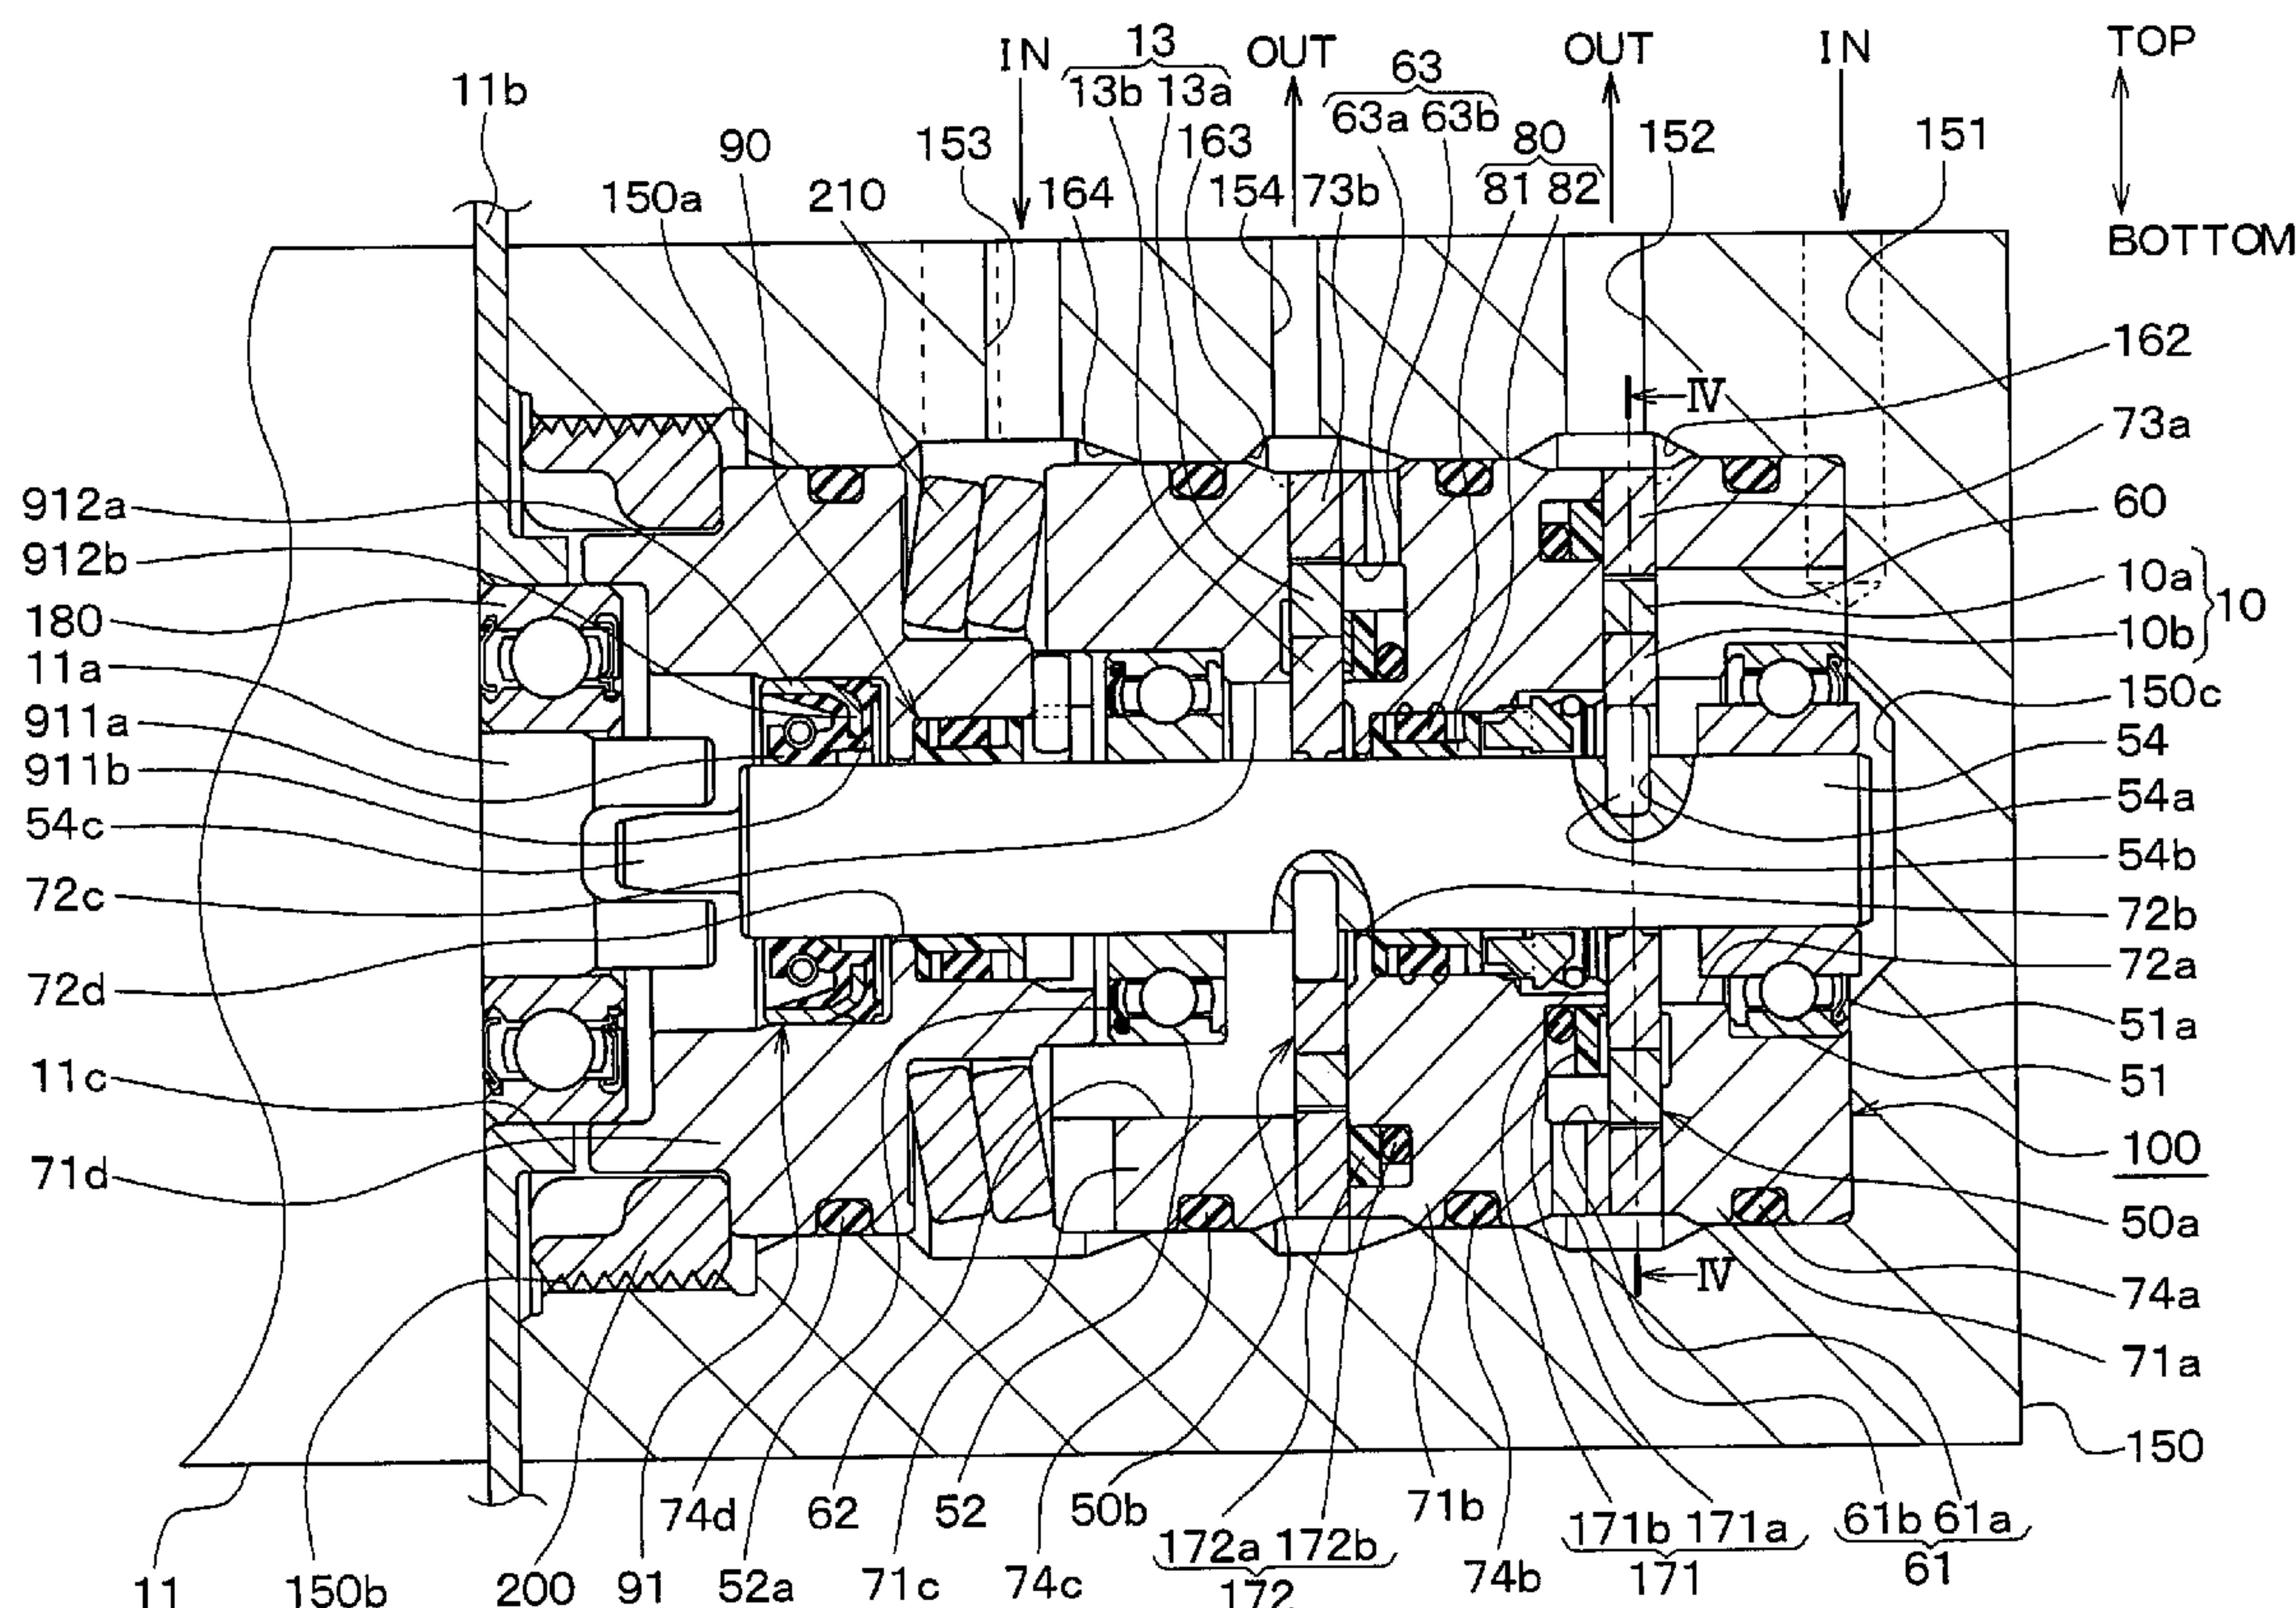 IN 13 OUT OUT IN TOP
11b 13b 13a 63
90 153 163 63a 63b 80 152 151
150a 210 164 154 73b 81 82 BOTTOM
162
IV
73a
912a 60
912b 10a
10
180 10b
11a 150c
911a 54
911b 54a
54c 54b
72c 72b
72d 72a
51a
11c 51
71d 100
50a
IV
74a
71a
150
74d 62 52 50b 71b
172a 172b 171b 171a 61b 61a
11 150b 200 91 52a 71c 74c 172 74b 171 61